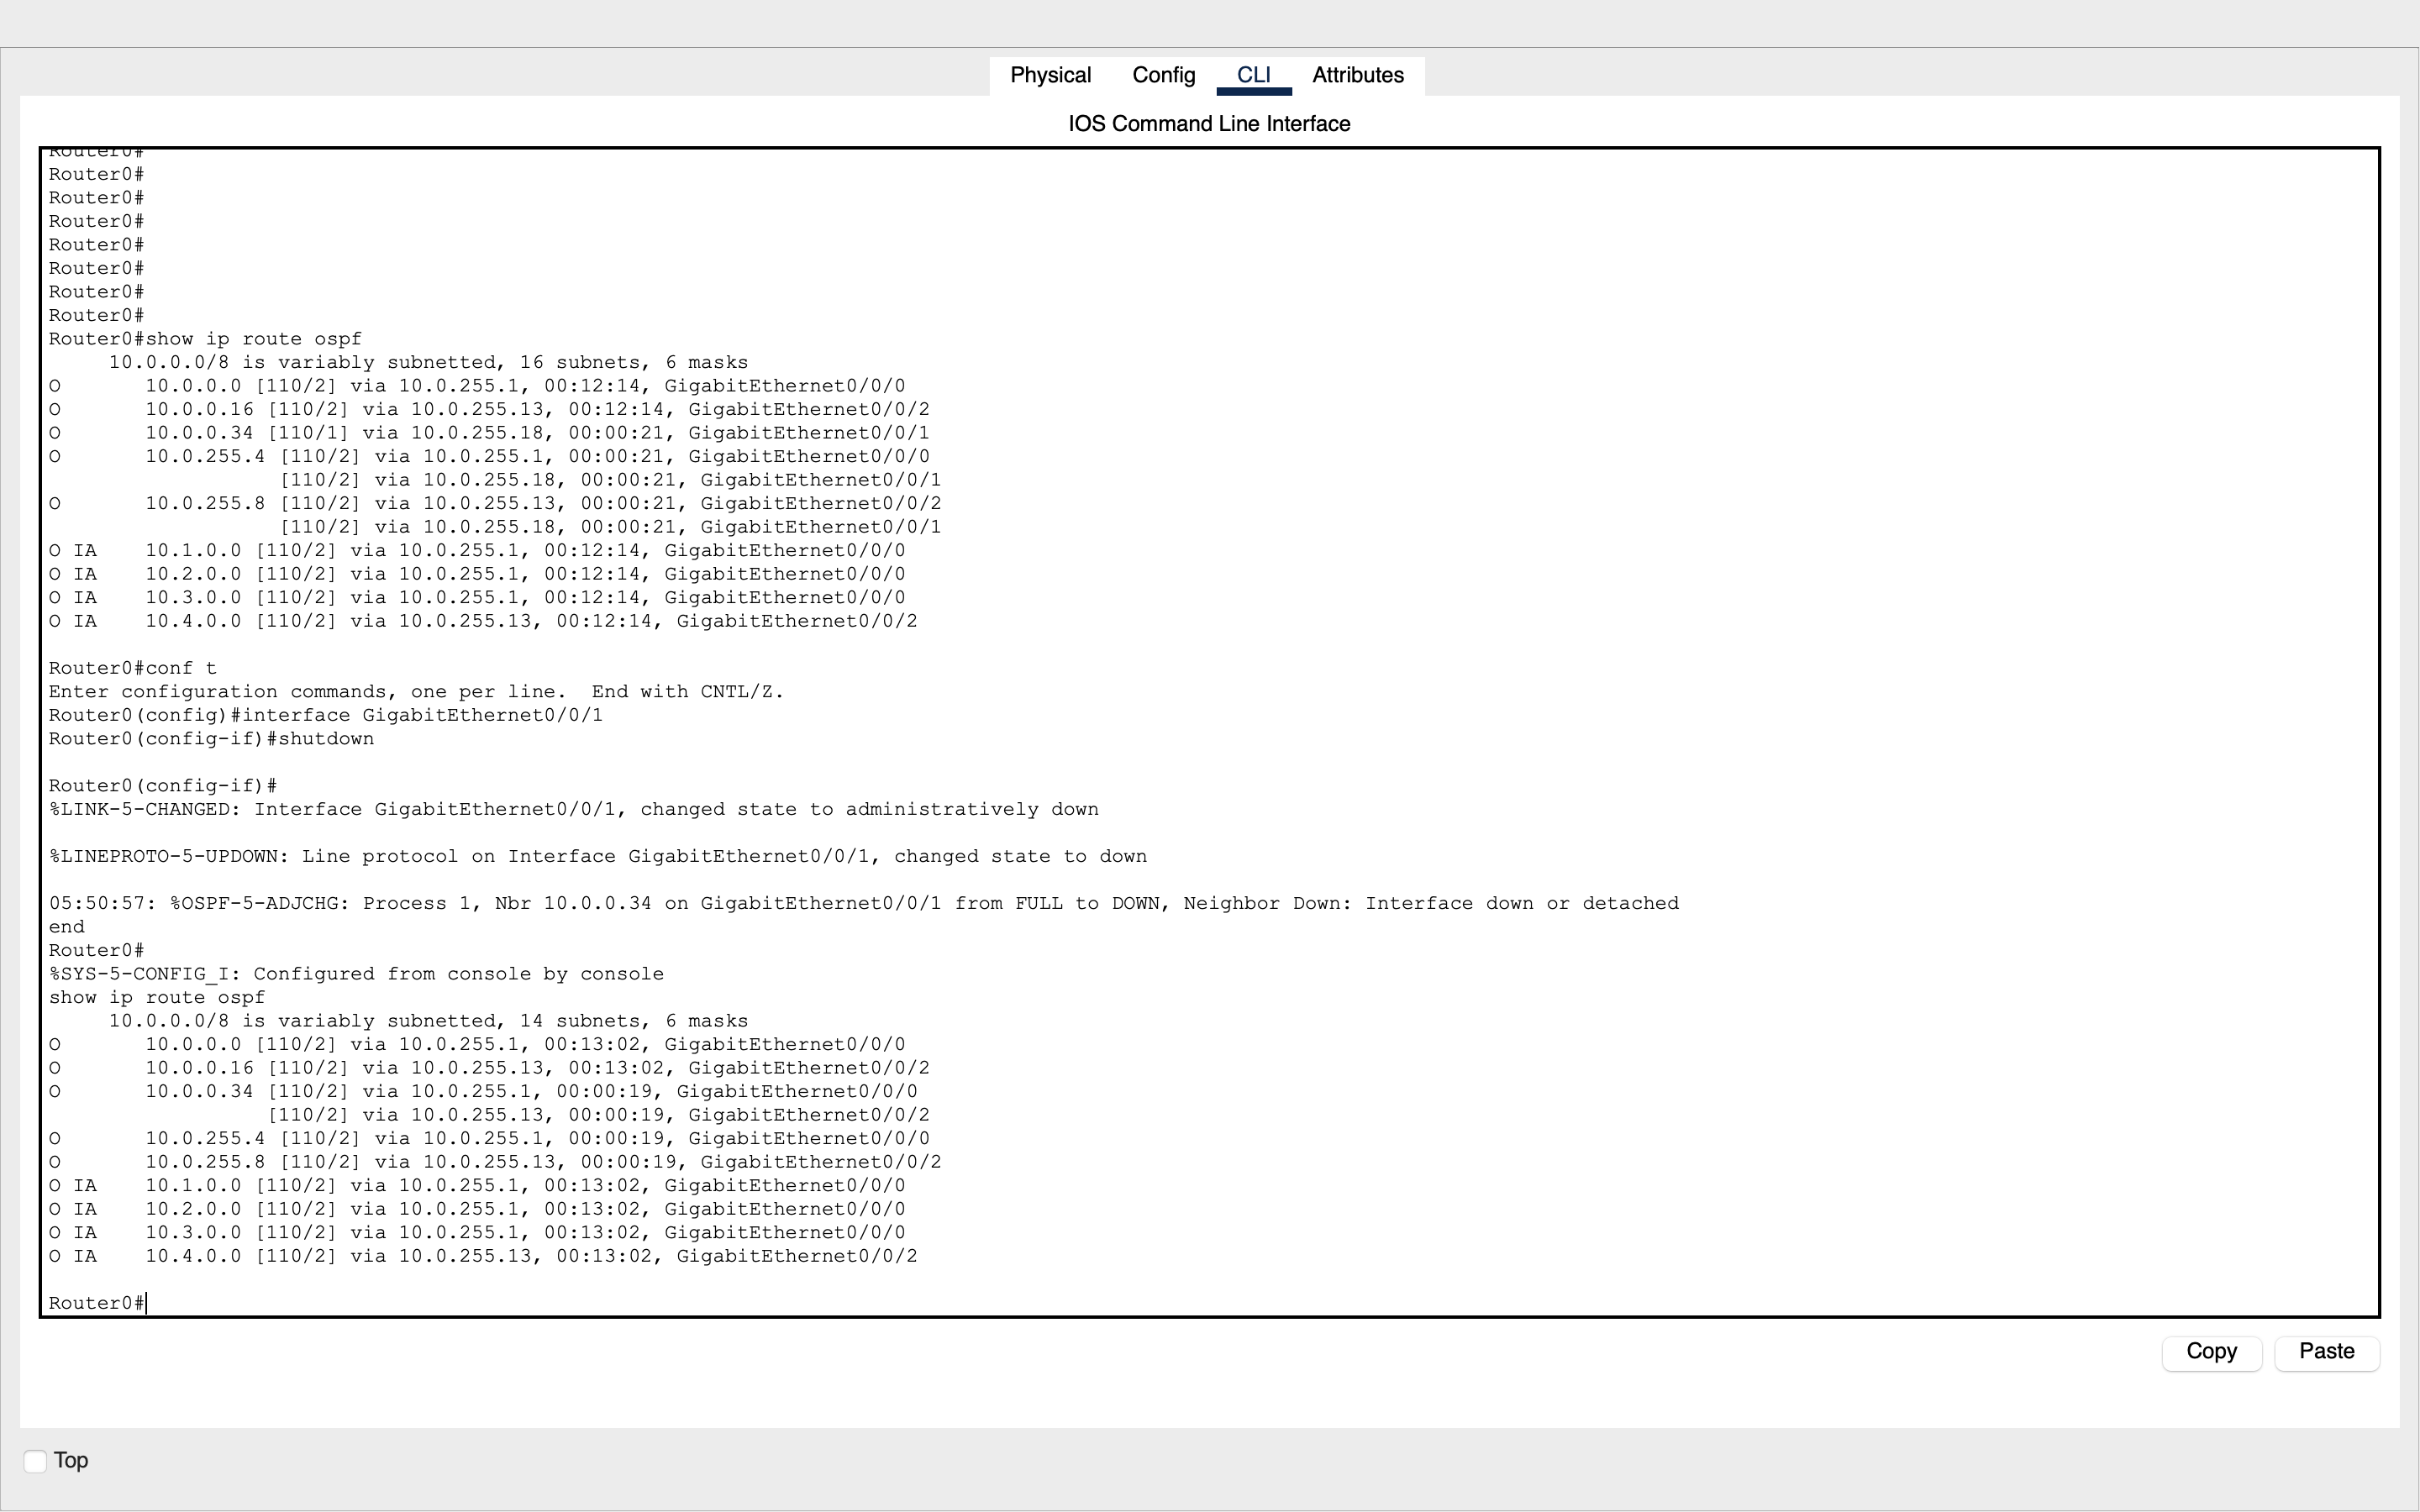 Physical Config CLI Attributes
IOS Command Line Interface
Router0#
Router0#
Router0#
Router0#
Router0#
Router0#
Router0#
Router0#
Router0#show ip route ospf
     10.0.0.0/8 is variably subnetted, 16 subnets, 6 masks
O       10.0.0.0 [110/2] via 10.0.255.1, 00:12:14, GigabitEthernet0/0/0
O       10.0.0.16 [110/2] via 10.0.255.13, 00:12:14, GigabitEthernet0/0/2
O       10.0.0.34 [110/1] via 10.0.255.18, 00:00:21, GigabitEthernet0/0/1
O       10.0.255.4 [110/2] via 10.0.255.1, 00:00:21, GigabitEthernet0/0/0
                   [110/2] via 10.0.255.18, 00:00:21, GigabitEthernet0/0/1
O       10.0.255.8 [110/2] via 10.0.255.13, 00:00:21, GigabitEthernet0/0/2
                   [110/2] via 10.0.255.18, 00:00:21, GigabitEthernet0/0/1
O IA    10.1.0.0 [110/2] via 10.0.255.1, 00:12:14, GigabitEthernet0/0/0
O IA    10.2.0.0 [110/2] via 10.0.255.1, 00:12:14, GigabitEthernet0/0/0
O IA    10.3.0.0 [110/2] via 10.0.255.1, 00:12:14, GigabitEthernet0/0/0
O IA    10.4.0.0 [110/2] via 10.0.255.13, 00:12:14, GigabitEthernet0/0/2
Router0#conf t
Enter configuration commands, one per line.  End with CNTL/Z.
Router0(config)#interface GigabitEthernet0/0/1
Router0(config-if)#shutdown
Router0(config-if)#
%LINK-5-CHANGED: Interface GigabitEthernet0/0/1, changed state to administratively down
%LINEPROTO-5-UPDOWN: Line protocol on Interface GigabitEthernet0/0/1, changed state to down
05:50:57: %OSPF-5-ADJCHG: Process 1, Nbr 10.0.0.34 on GigabitEthernet0/0/1 from FULL to DOWN, Neighbor Down: Interface down or detached
end
Router0#
%SYS-5-CONFIG_I: Configured from console by console
show ip route ospf
     10.0.0.0/8 is variably subnetted, 14 subnets, 6 masks
O       10.0.0.0 [110/2] via 10.0.255.1, 00:13:02, GigabitEthernet0/0/0
O       10.0.0.16 [110/2] via 10.0.255.13, 00:13:02, GigabitEthernet0/0/2
O       10.0.0.34 [110/2] via 10.0.255.1, 00:00:19, GigabitEthernet0/0/0
                  [110/2] via 10.0.255.13, 00:00:19, GigabitEthernet0/0/2
O       10.0.255.4 [110/2] via 10.0.255.1, 00:00:19, GigabitEthernet0/0/0
O       10.0.255.8 [110/2] via 10.0.255.13, 00:00:19, GigabitEthernet0/0/2
O IA    10.1.0.0 [110/2] via 10.0.255.1, 00:13:02, GigabitEthernet0/0/0
O IA    10.2.0.0 [110/2] via 10.0.255.1, 00:13:02, GigabitEthernet0/0/0
O IA    10.3.0.0 [110/2] via 10.0.255.1, 00:13:02, GigabitEthernet0/0/0
O IA    10.4.0.0 [110/2] via 10.0.255.13, 00:13:02, GigabitEthernet0/0/2
Router0#
Copy Paste
Top